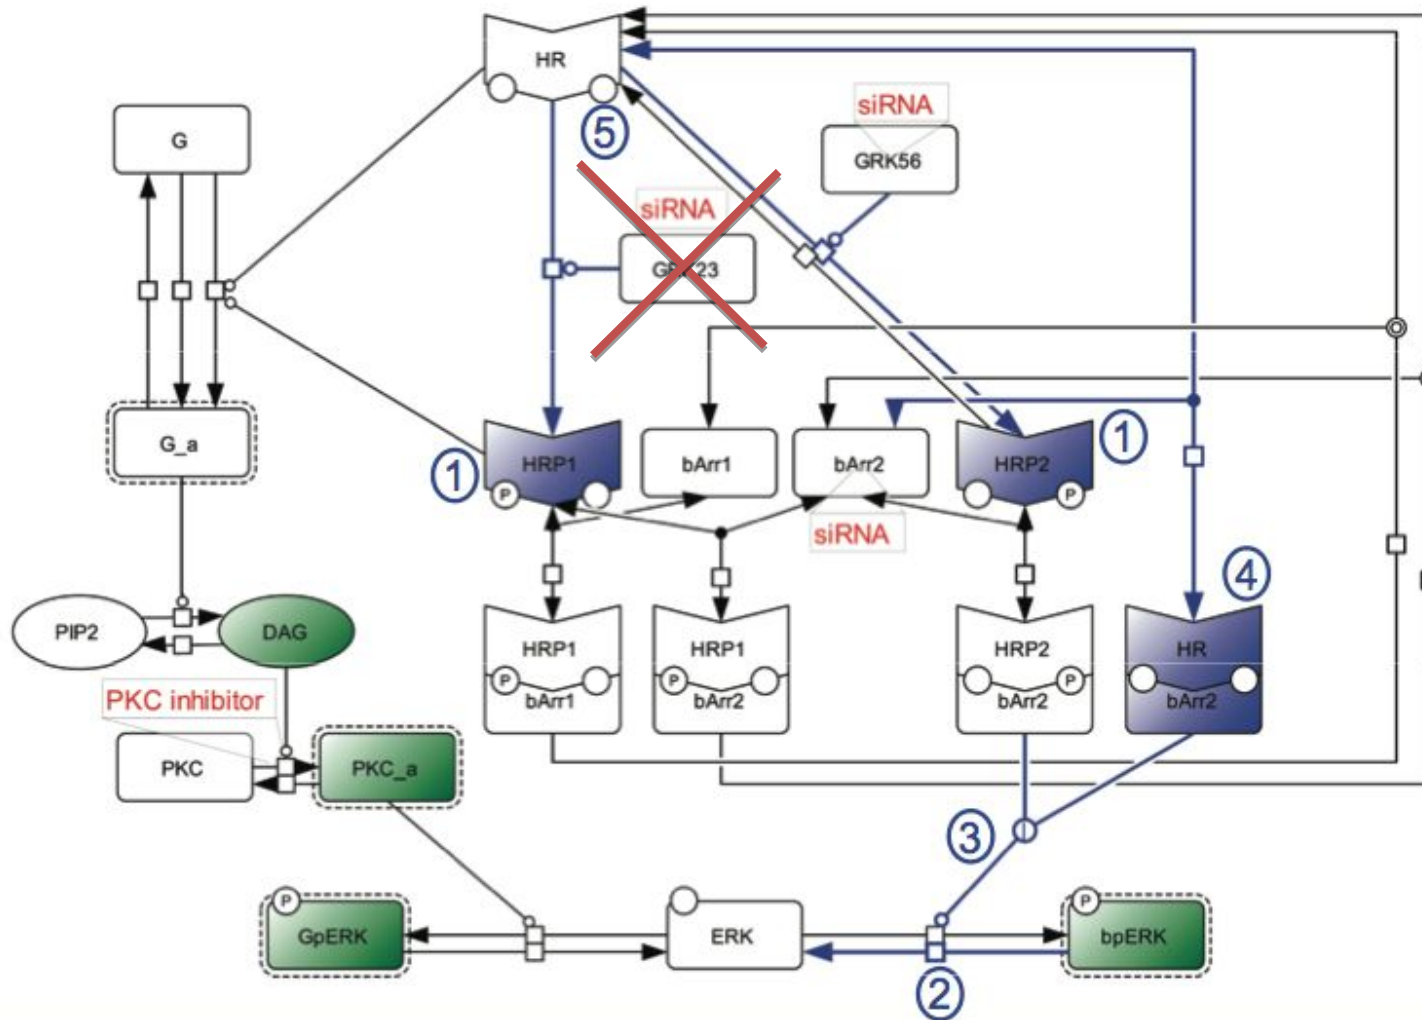 HR
siRNA
G
GRK56
5
siRNA
G_a
HRP1
bArr1
bArr2
HRP2
1
1
siRNA
4
PIP2
DAG
HRP1
HRP1
HRP2
HR
P
P
P
P
P
bArr1
bArr2
bArr2
bArr2
PKC inhibitor
PKC
PKC_a
3
P
P
GpERK
ERK
bpERK
2